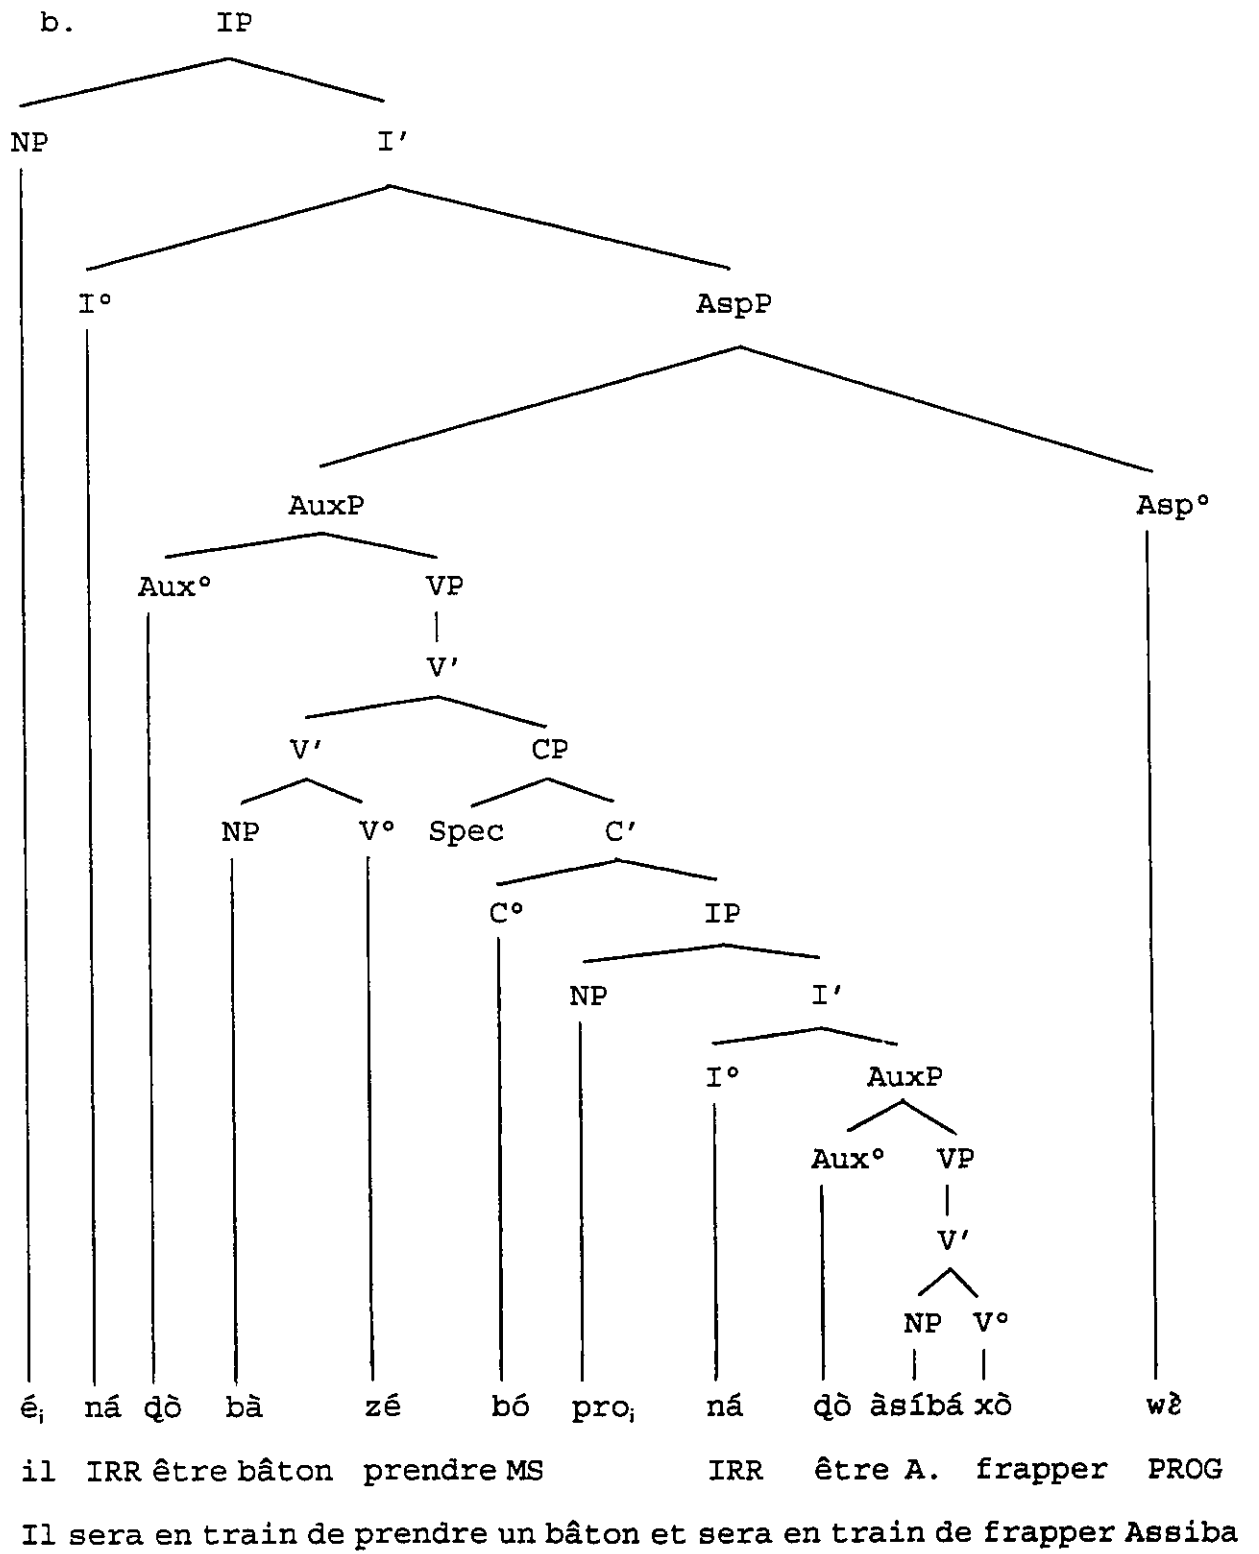 b. IP
NP I′
I° AspP
AuxP Asp°
Aux° VP
V′
V′ CP
NP V° Spec C′
C° IP
NP I′
I° AuxP
Aux° VP
V′
NP V°
éᵢ ná ɖò bà zé bó proᵢ ná ɖò àsíbá xò wɛ̀
il IRR être bâton prendre MS IRR être A. frapper PROG
Il sera en train de prendre un bâton et sera en train de frapper Assiba